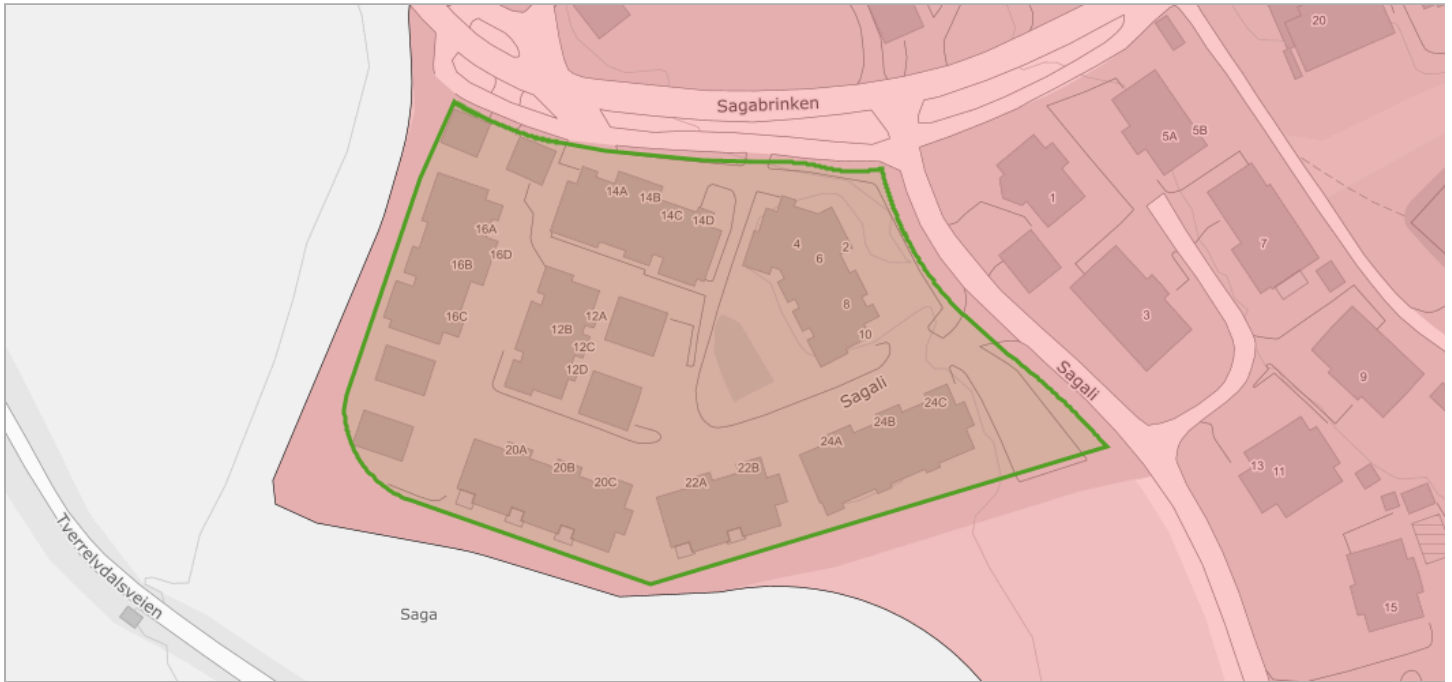 20
Sagabrinken
5A
5B
14A
14B
14C
14D
1
16A
16D
16B
16C
4
6
2
7
8
10
3
12A
12B
12C
12D
Sagali
Sagali
9
24C
24B
24A
20A
20B
20C
22A
22B
13
11
Tverrelvdalsveien
Saga
15